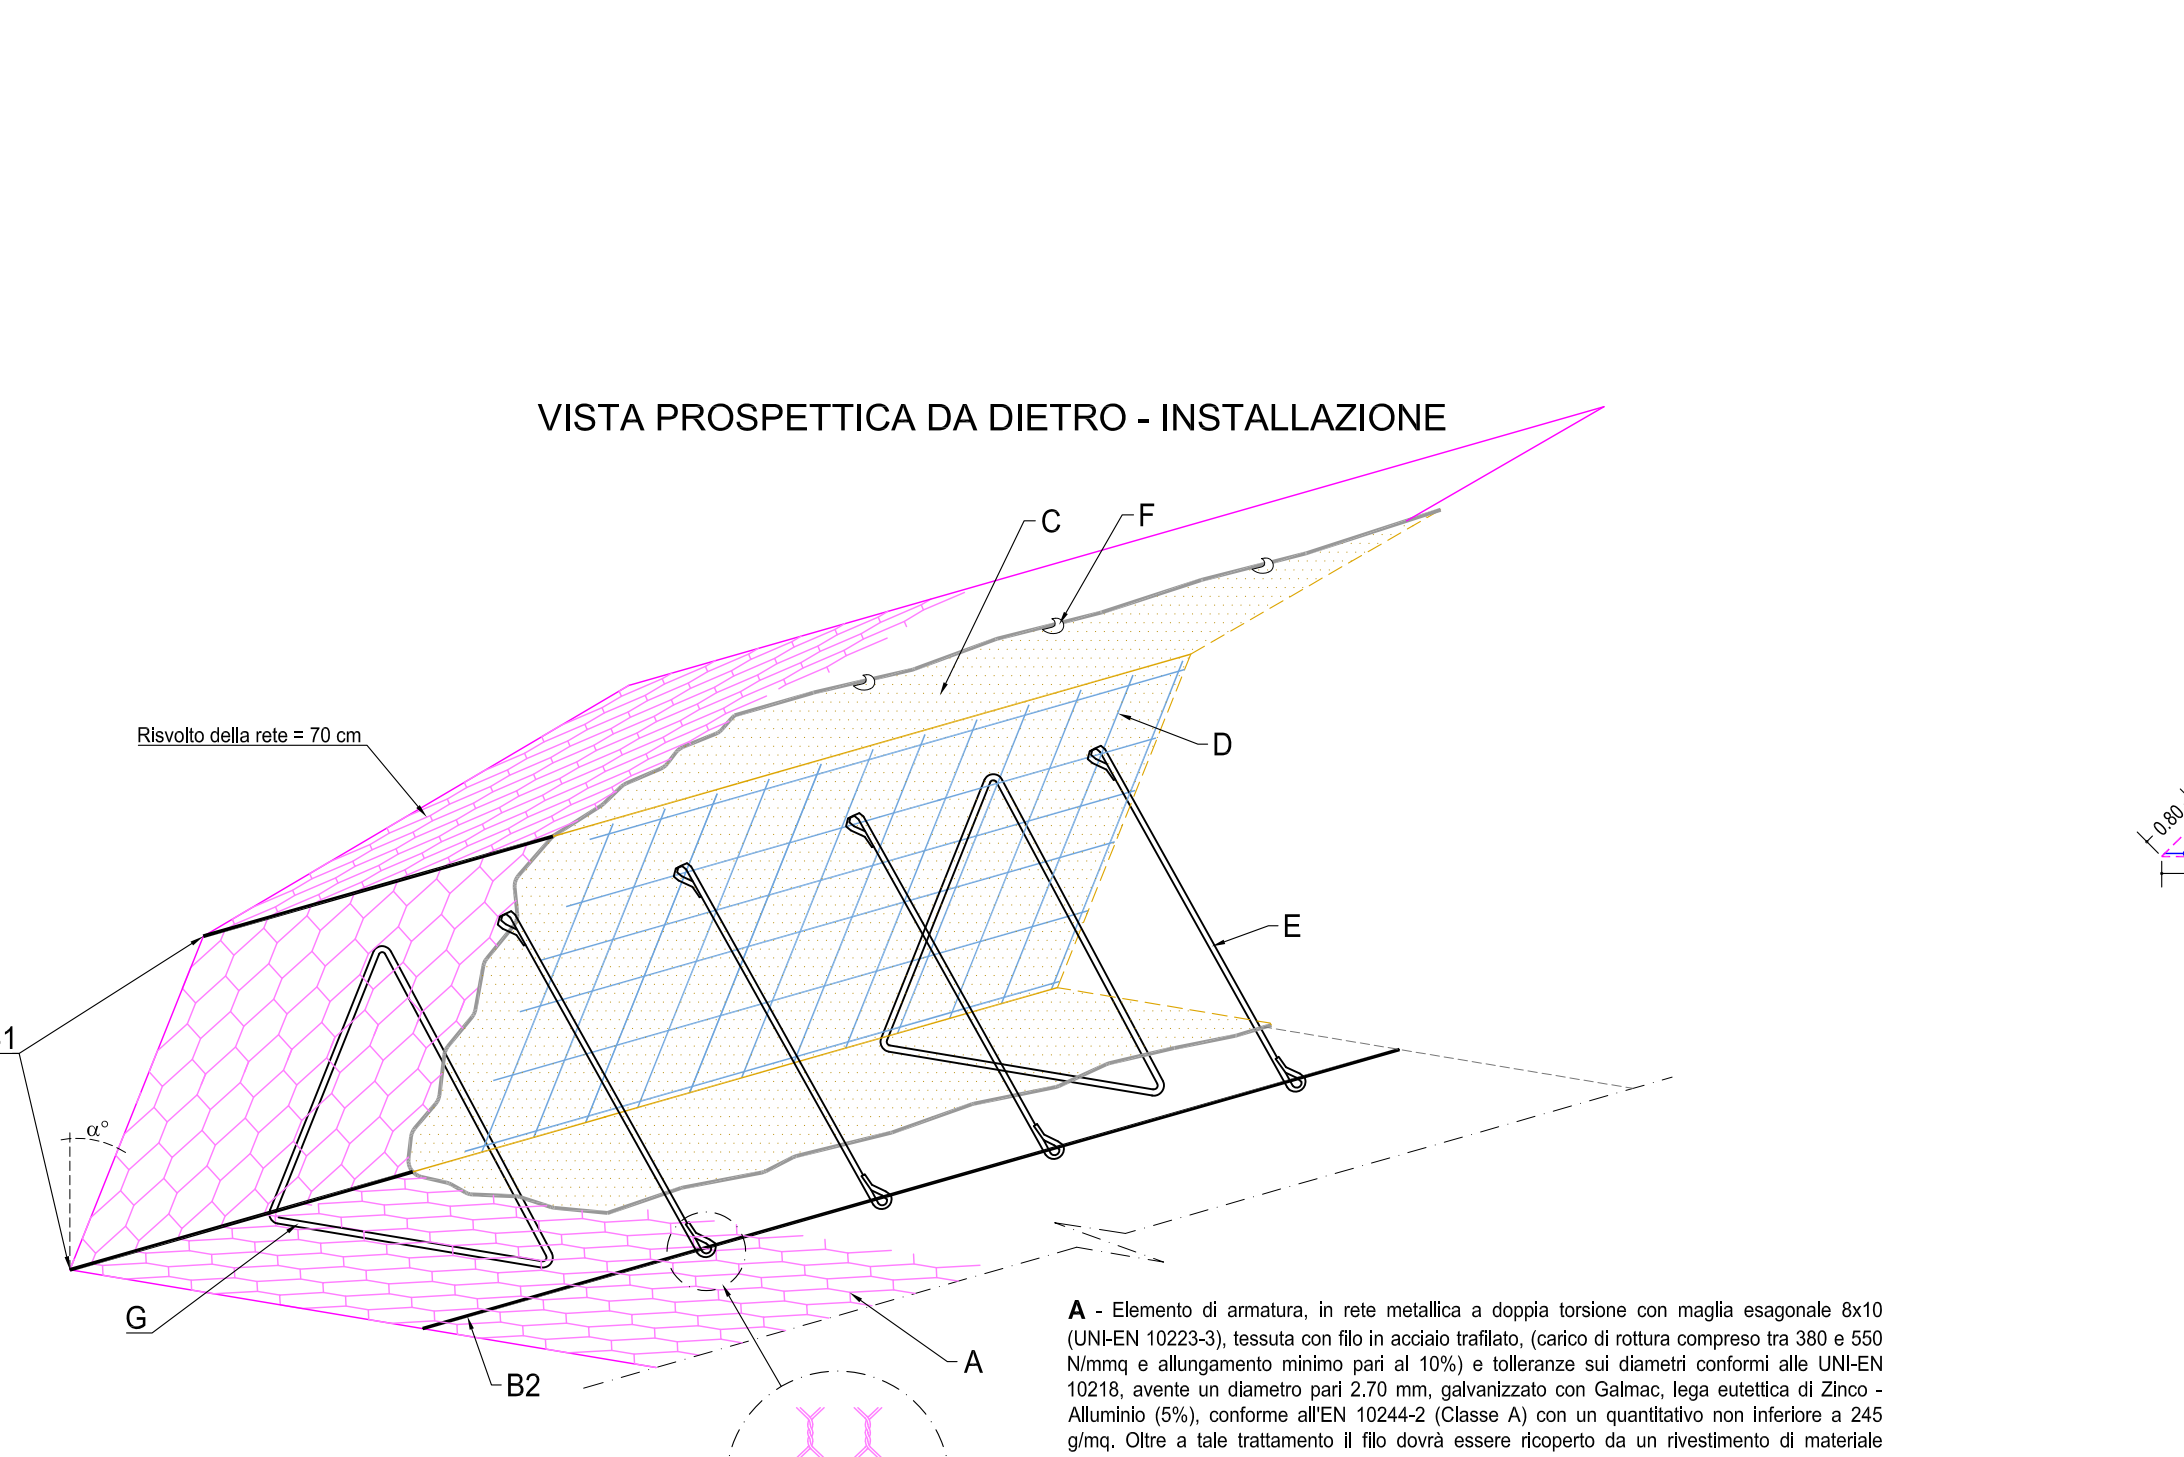 VISTA PROSPETTICA DA DIETRO - INSTALLAZIONE
C
F
Risvolto della rete = 70 cm
D
0.80
E
1
α°
G
A
B2
A - Elemento di armatura, in rete metallica a doppia torsione con maglia esagonale 8x10
(UNI-EN 10223-3), tessuta con filo in acciaio trafilato, (carico di rottura compreso tra 380 e 550
N/mmq e allungamento minimo pari al 10%) e tolleranze sui diametri conformi alle UNI-EN
10218, avente un diametro pari 2.70 mm, galvanizzato con Galmac, lega eutettica di Zinco -
Alluminio (5%), conforme all'EN 10244-2 (Classe A) con un quantitativo non inferiore a 245
g/mq. Oltre a tale trattamento il filo dovrà essere ricoperto da un rivestimento di materiale